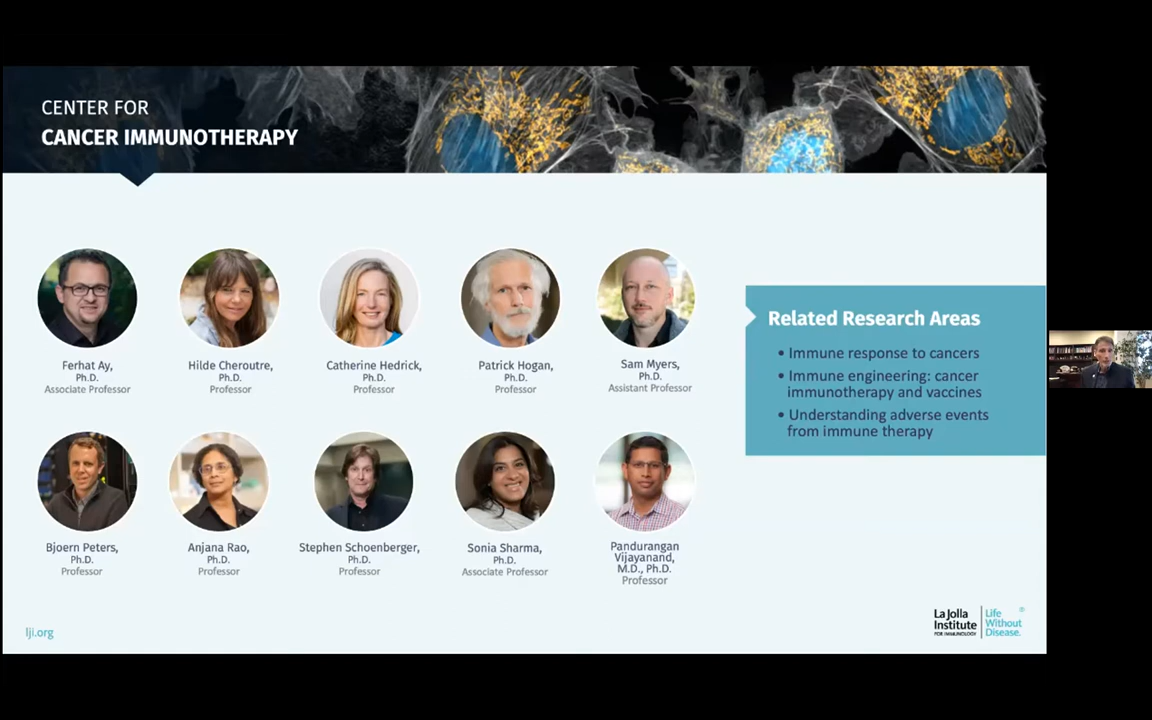 CENTER FOR
CANCER IMMUNOTHERAPY
Ferhat Ay,
Ph.D.
Associate Professor
Hilde Cheroutre,
Ph.D.
Professor
Catherine Hedrick,
Ph.D.
Professor
Patrick Hogan,
Ph.D.
Professor
Sam Myers,
Ph.D.
Assistant Professor
Bjoern Peters,
Ph.D.
Professor
Anjana Rao,
Ph.D.
Professor
Stephen Schoenberger,
Ph.D.
Professor
Sonia Sharma,
Ph.D.
Associate Professor
Pandurangan
Vijayanand,
M.D., Ph.D.
Professor
Related Research Areas
• Immune response to cancers
• Immune engineering: cancer
immunotherapy and vaccines
• Understanding adverse events
from immune therapy
lji.org
La Jolla
Institute
FOR IMMUNOLOGY
Life
Without
Disease.®